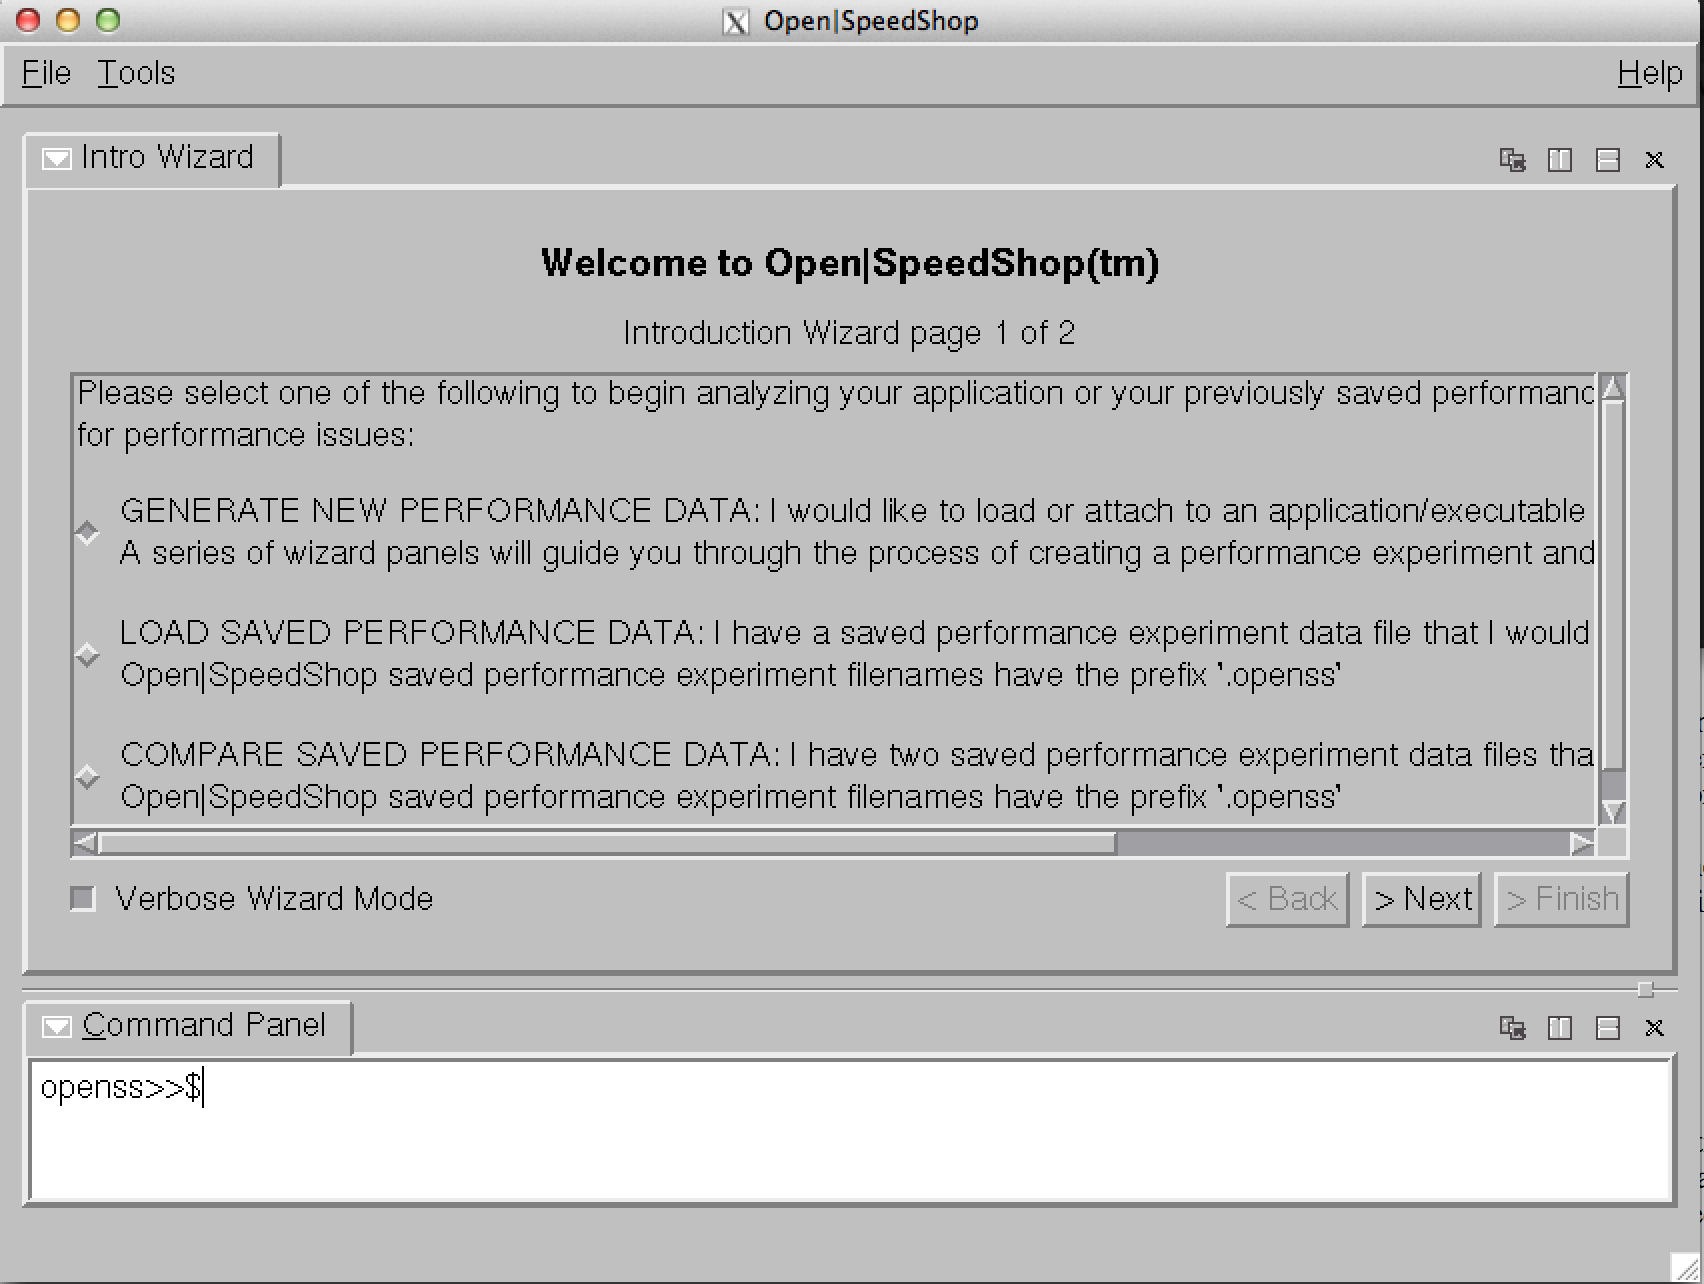 Open|SpeedShop
File Tools Help
Intro Wizard
Welcome to Open|SpeedShop(tm)
Introduction Wizard page 1 of 2
Please select one of the following to begin analyzing your application or your previously saved performanc
for performance issues:
GENERATE NEW PERFORMANCE DATA: I would like to load or attach to an application/executable
A series of wizard panels will guide you through the process of creating a performance experiment and
LOAD SAVED PERFORMANCE DATA: I have a saved performance experiment data file that I would
Open|SpeedShop saved performance experiment filenames have the prefix '.openss'
COMPARE SAVED PERFORMANCE DATA: I have two saved performance experiment data files tha
Open|SpeedShop saved performance experiment filenames have the prefix '.openss'
Verbose Wizard Mode
< Back > Next > Finish
Command Panel
openss>>$